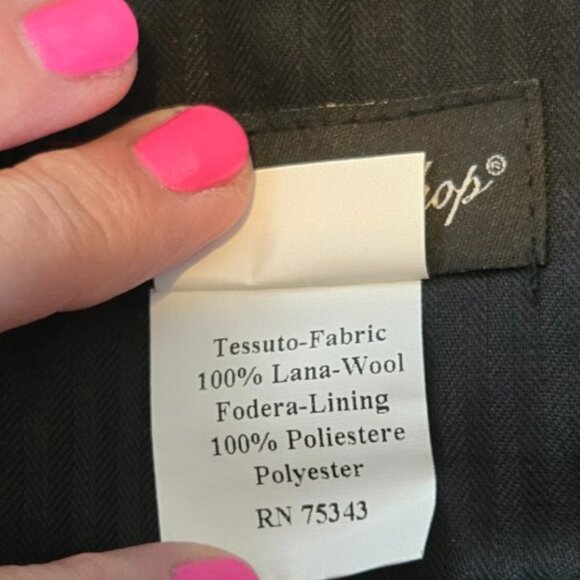 Tessuto-Fabric
100% Lana-Wool
Fodera-Lining
100% Poliestere
Polyester
RN 75343